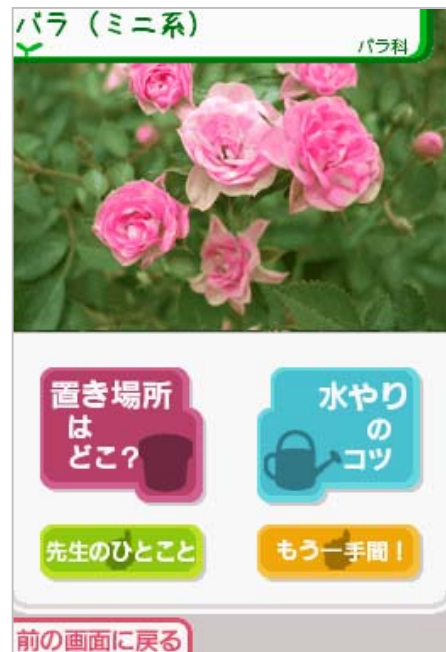 バラ（ミニ系）
バラ科
置き場所
は
どこ？
水やり
の
コツ
先生のひとこと
もう一手間！
前の画面に戻る